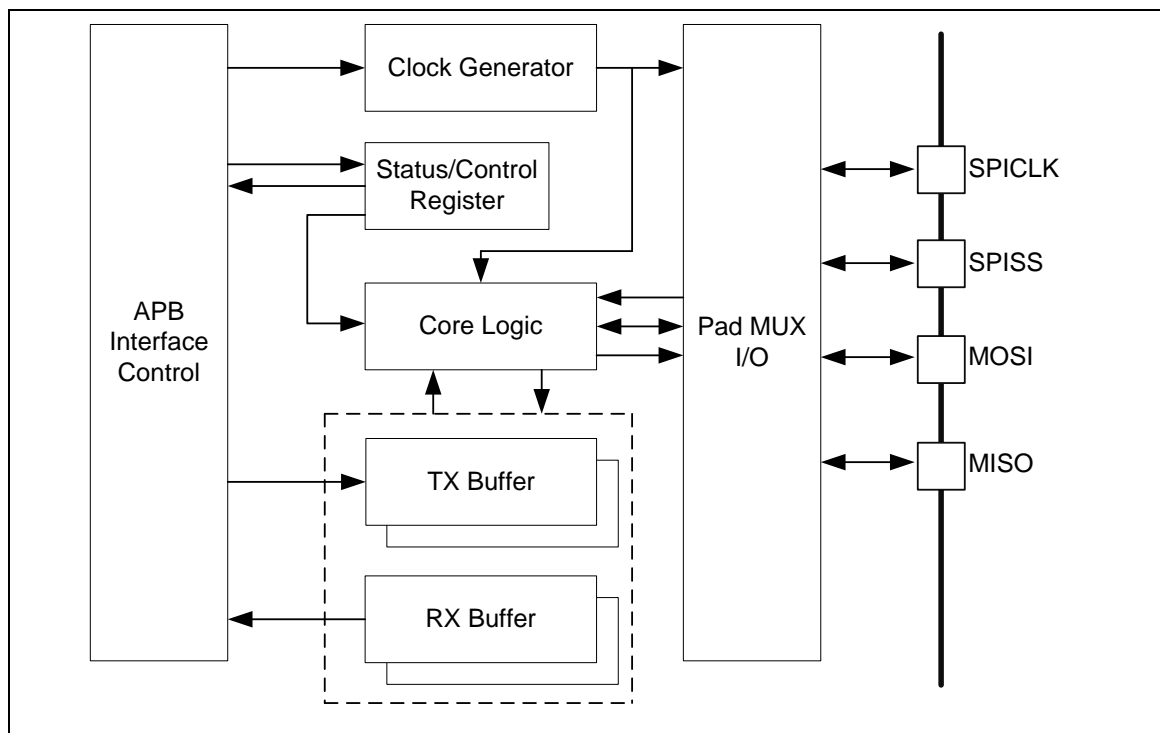 Clock Generator
Status/Control
Register
APB
Interface
Control
Core Logic
Pad MUX
I/O
TX Buffer
RX Buffer
SPICLK
SPISS
MOSI
MISO